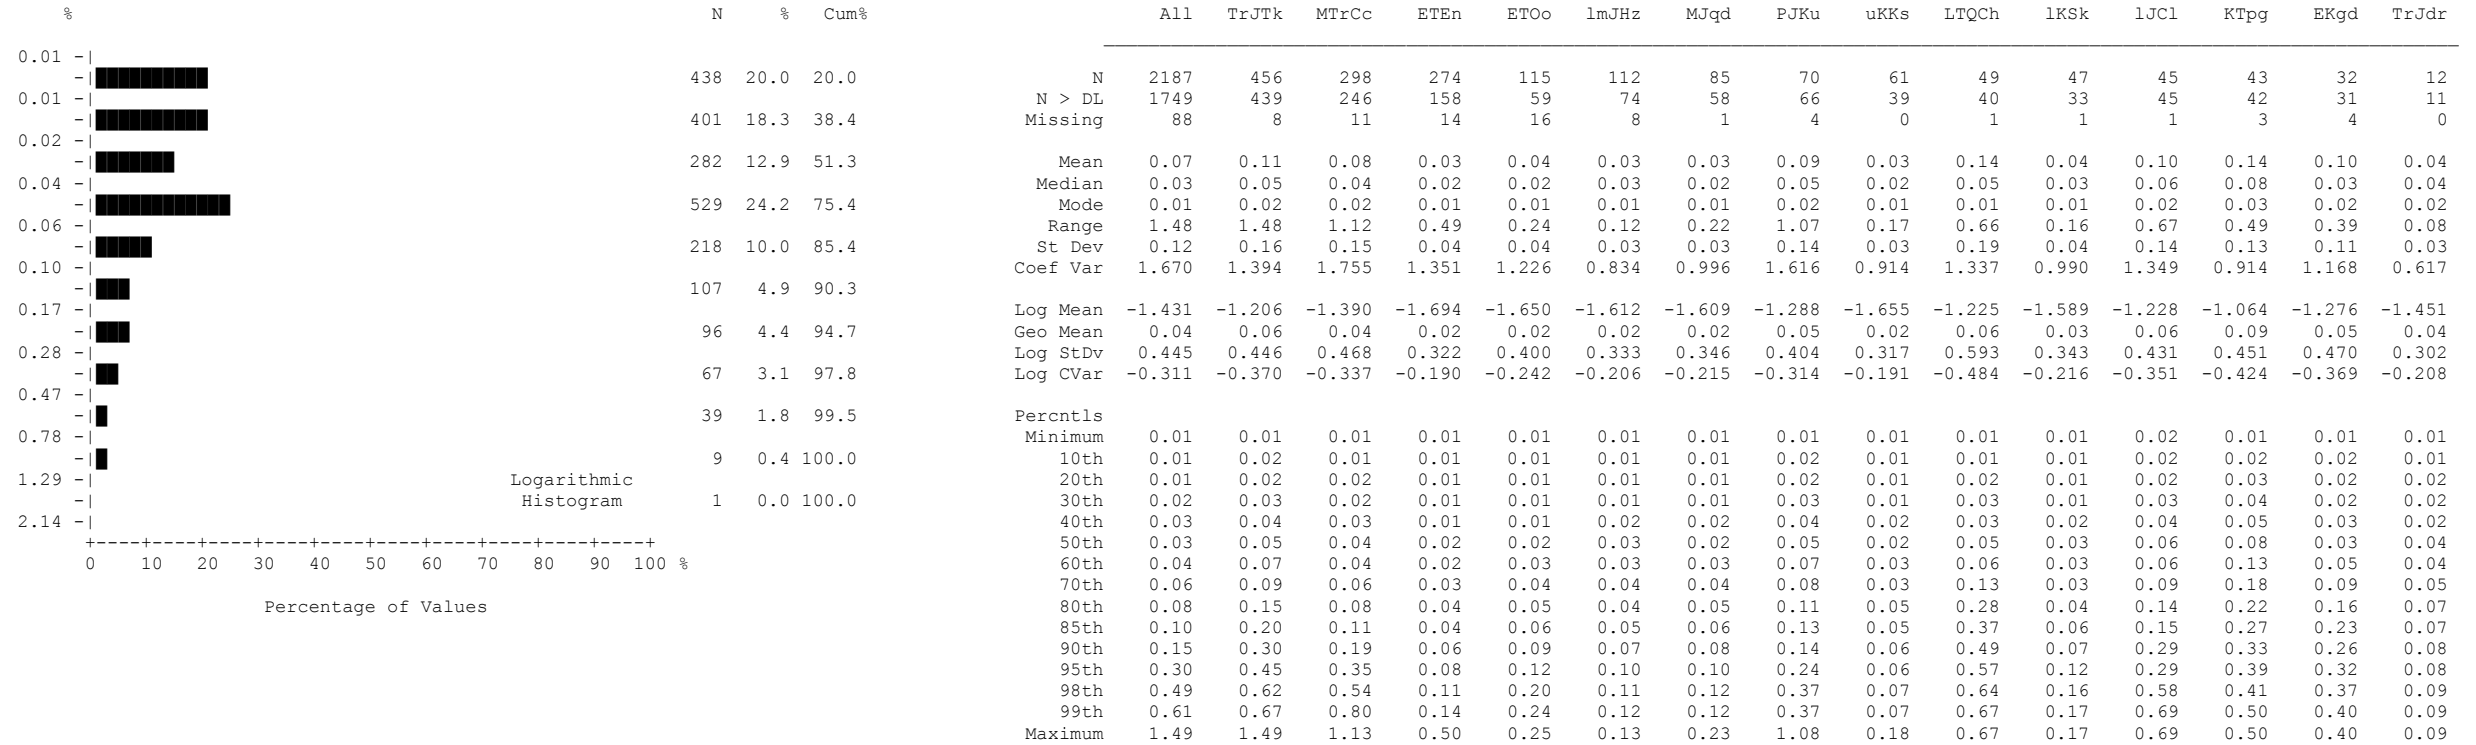 % N % Cum% All TrJTk MTrCc ETEn ETOo lmJHz MJqd PJKu uKKs LTQCh lKSk lJCl KTpg EKgd TrJdr
0.01 -|
-| 438 20.0 20.0 N 2187 456 298 274 115 112 85 70 61 49 47 45 43 32 12
0.01 -| N > DL 1749 439 246 158 59 74 58 66 39 40 33 45 42 31 11
-| 401 18.3 38.4 Missing 88 8 11 14 16 8 1 4 0 1 1 1 3 4 0
0.02 -|
-| 282 12.9 51.3 Mean 0.07 0.11 0.08 0.03 0.04 0.03 0.03 0.09 0.03 0.14 0.04 0.10 0.14 0.10 0.04
0.04 -| Median 0.03 0.05 0.04 0.02 0.02 0.03 0.02 0.05 0.02 0.05 0.03 0.06 0.08 0.03 0.04
-| 529 24.2 75.4 Mode 0.01 0.02 0.02 0.01 0.01 0.01 0.01 0.02 0.01 0.01 0.01 0.02 0.03 0.02 0.02
0.06 -| Range 1.48 1.48 1.12 0.49 0.24 0.12 0.22 1.07 0.17 0.66 0.16 0.67 0.49 0.39 0.08
-| 218 10.0 85.4 St Dev 0.12 0.16 0.15 0.04 0.04 0.03 0.03 0.14 0.03 0.19 0.04 0.14 0.13 0.11 0.03
0.10 -| Coef Var 1.670 1.394 1.755 1.351 1.226 0.834 0.996 1.616 0.914 1.337 0.990 1.349 0.914 1.168 0.617
-| 107 4.9 90.3
0.17 -| Log Mean -1.431 -1.206 -1.390 -1.694 -1.650 -1.612 -1.609 -1.288 -1.655 -1.225 -1.589 -1.228 -1.064 -1.276 -1.451
-| 96 4.4 94.7 Geo Mean 0.04 0.06 0.04 0.02 0.02 0.02 0.02 0.05 0.02 0.06 0.03 0.06 0.09 0.05 0.04
0.28 -| Log StDv 0.445 0.446 0.468 0.322 0.400 0.333 0.346 0.404 0.317 0.593 0.343 0.431 0.451 0.470 0.302
-| 67 3.1 97.8 Log CVar -0.311 -0.370 -0.337 -0.190 -0.242 -0.206 -0.215 -0.314 -0.191 -0.484 -0.216 -0.351 -0.424 -0.369 -0.208
0.47 -|
-| 39 1.8 99.5 Percntls
0.78 -| Minimum 0.01 0.01 0.01 0.01 0.01 0.01 0.01 0.01 0.01 0.01 0.01 0.02 0.01 0.01 0.01
-| 9 0.4 100.0 10th 0.01 0.02 0.01 0.01 0.01 0.01 0.01 0.02 0.01 0.01 0.01 0.02 0.02 0.02 0.01
1.29 -| Logarithmic 20th 0.01 0.02 0.02 0.01 0.01 0.01 0.01 0.02 0.01 0.02 0.01 0.02 0.03 0.02 0.02
-| Histogram 1 0.0 100.0 30th 0.02 0.03 0.02 0.01 0.01 0.01 0.01 0.03 0.01 0.03 0.01 0.03 0.04 0.02 0.02
2.14 -| 40th 0.03 0.04 0.03 0.01 0.01 0.02 0.02 0.04 0.02 0.03 0.02 0.04 0.05 0.03 0.02
+----+----+----+----+----+----+----+----+----+----+ 50th 0.03 0.05 0.04 0.02 0.02 0.03 0.02 0.05 0.02 0.05 0.03 0.06 0.08 0.03 0.04
0 10 20 30 40 50 60 70 80 90 100 % 60th 0.04 0.07 0.04 0.02 0.03 0.03 0.03 0.07 0.03 0.06 0.03 0.06 0.13 0.05 0.04
70th 0.06 0.09 0.06 0.03 0.04 0.04 0.04 0.08 0.03 0.13 0.03 0.09 0.18 0.09 0.05
Percentage of Values 80th 0.08 0.15 0.08 0.04 0.05 0.04 0.05 0.11 0.05 0.28 0.04 0.14 0.22 0.16 0.07
85th 0.10 0.20 0.11 0.04 0.06 0.05 0.06 0.13 0.05 0.37 0.06 0.15 0.27 0.23 0.07
90th 0.15 0.30 0.19 0.06 0.09 0.07 0.08 0.14 0.06 0.49 0.07 0.29 0.33 0.26 0.08
95th 0.30 0.45 0.35 0.08 0.12 0.10 0.10 0.24 0.06 0.57 0.12 0.29 0.39 0.32 0.08
98th 0.49 0.62 0.54 0.11 0.20 0.11 0.12 0.37 0.07 0.64 0.16 0.58 0.41 0.37 0.09
99th 0.61 0.67 0.80 0.14 0.24 0.12 0.12 0.37 0.07 0.67 0.17 0.69 0.50 0.40 0.09
Maximum 1.49 1.49 1.13 0.50 0.25 0.13 0.23 1.08 0.18 0.67 0.17 0.69 0.50 0.40 0.09